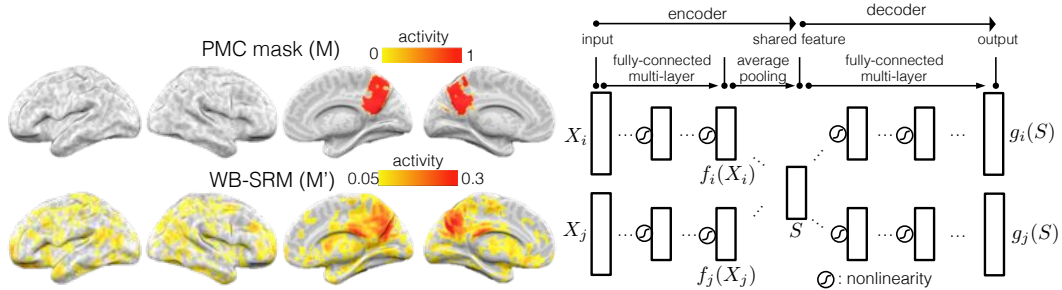 PMC mask (M)
activity
0 1
WB-SRM (M')
activity
0.05 0.3
encoder decoder
input shared feature output
fully-connected average fully-connected
multi-layer pooling multi-layer
X_i ... ... ... ... ... ... g_i(S)
f_i(X_i)
S
X_j ... ... ... ... ... ... g_j(S)
f_j(X_j)
: nonlinearity